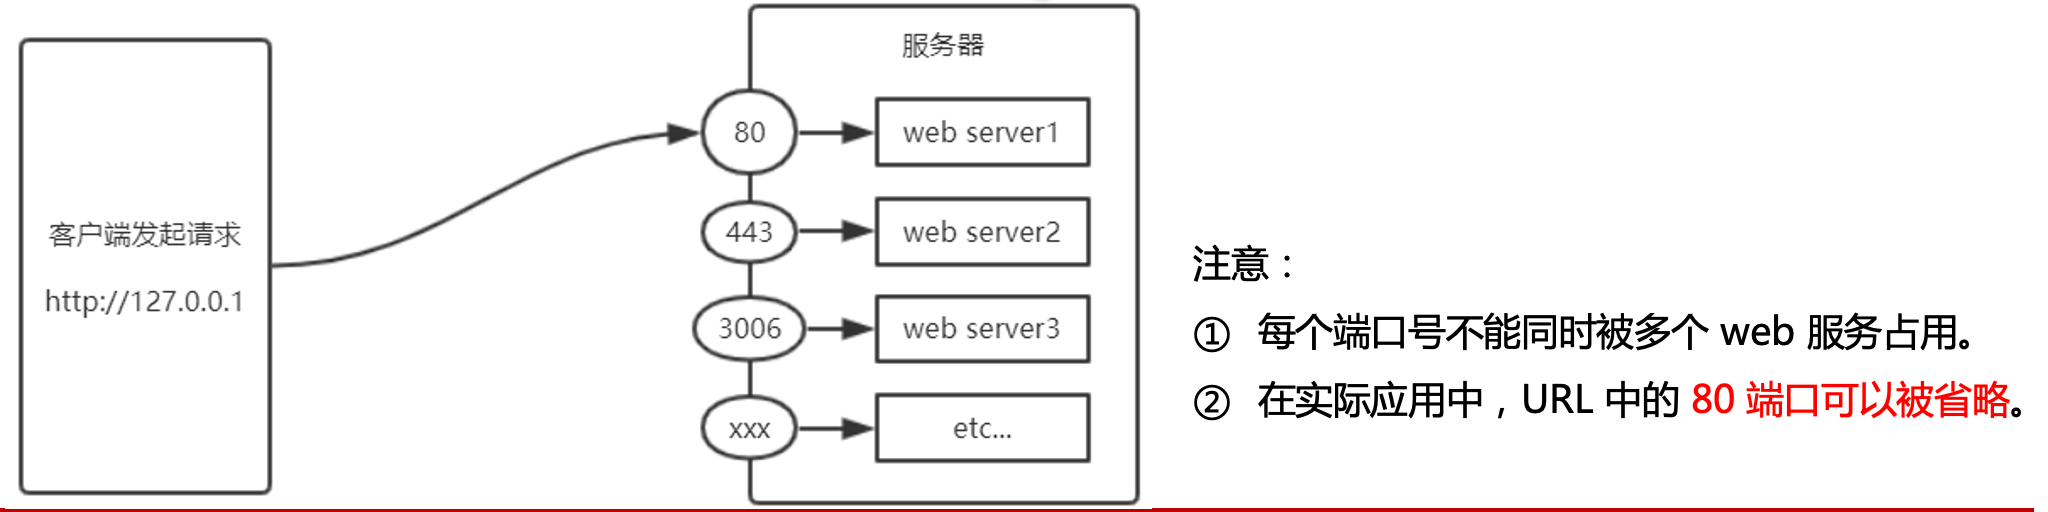 服务器
80
web server1
443
web server2
客户端发起请求
http://127.0.0.1
3006
web server3
xxx
etc...
注意：
① 每个端口号不能同时被多个 web 服务占用。
② 在实际应用中，URL 中的 80 端口可以被省略。